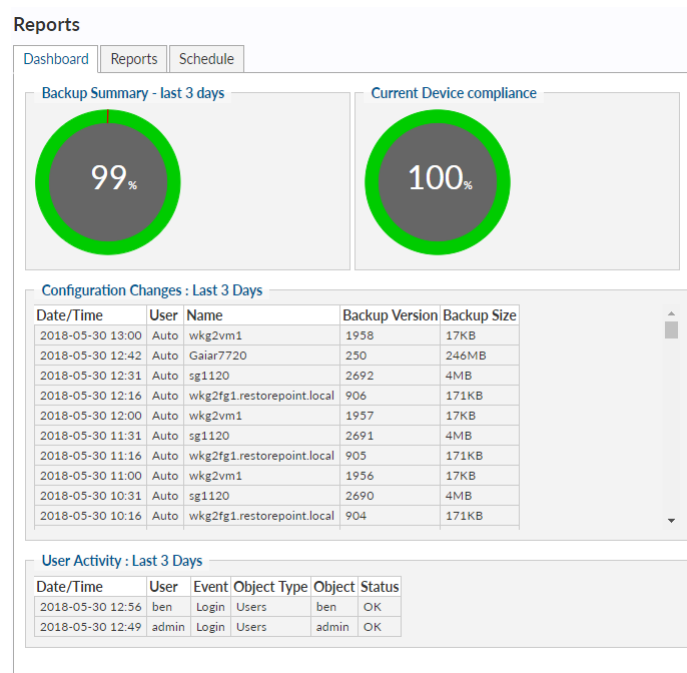 Reports
Dashboard Reports Schedule
Backup Summary - last 3 days
99%
Current Device compliance
100%
Configuration Changes : Last 3 Days
Date/Time User Name Backup Version Backup Size
2018-05-30 13:00 Auto wkg2vm1 1958 17KB
2018-05-30 12:42 Auto Gaiar7720 250 246MB
2018-05-30 12:31 Auto sg1120 2692 4MB
2018-05-30 12:16 Auto wkg2fg1.restorepoint.local 906 171KB
2018-05-30 12:00 Auto wkg2vm1 1957 17KB
2018-05-30 11:31 Auto sg1120 2691 4MB
2018-05-30 11:16 Auto wkg2fg1.restorepoint.local 905 171KB
2018-05-30 11:00 Auto wkg2vm1 1956 17KB
2018-05-30 10:31 Auto sg1120 2690 4MB
2018-05-30 10:16 Auto wkg2fg1.restorepoint.local 904 171KB
User Activity : Last 3 Days
Date/Time User Event Object Type Object Status
2018-05-30 12:56 ben Login Users ben OK
2018-05-30 12:49 admin Login Users admin OK